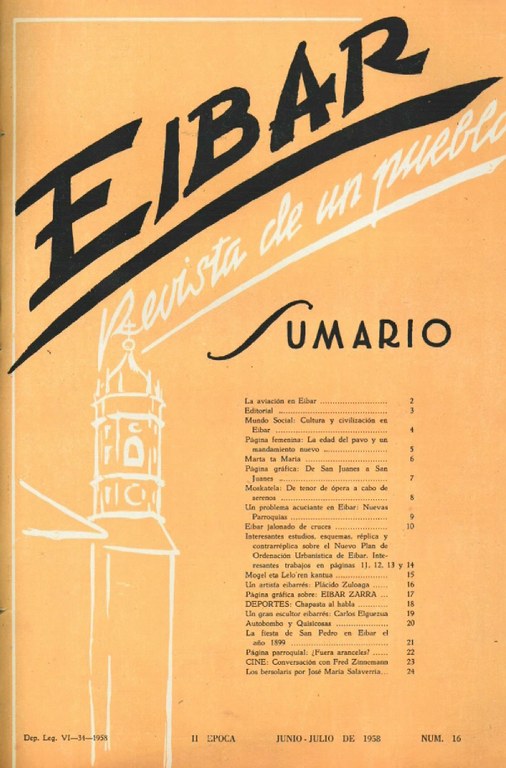 EIBAR
Revista de un pueblo
SUMARIO
La aviación en Eibar ........................ 2
Editorial ........................................ 3
Mundo Social: Cultura y civilización en
Eibar ........................................ 4
Página femenina: La edad del pavo y un
mandamiento nuevo ........................ 5
Marta ta María ................................ 6
Página gráfica: De San Juanes a San
Juanes ........................................ 7
Moskatela: De tenor de ópera a cabo de
serenos ........................................ 8
Un problema acuciante en Eibar: Nuevas
Parroquias .................................... 9
Eibar jalonado de cruces .................... 10
Interesantes estudios, esquemas, réplica y
contrarréplica sobre el Nuevo Plan de
Ordenación Urbanística de Eibar. Inte-
resantes trabajos en páginas 11, 12, 13 y 14
Mogel eta Lelo'ren kantua .................... 15
Un artista eibarrés: Plácido Zuloaga ...... 16
Página gráfica sobre: EIBAR ZARRA ... 17
DEPORTES: Chapasta al habla ............ 18
Un gran escultor eibarrés: Carlos Elguezua 19
Autobombo y Quisicosas .................... 20
La fiesta de San Pedro en Eibar el
año 1899 .................................... 21
Página parroquial: ¿Fuera aranceles? ...... 22
CINE: Conversación con Fred Zinnemann 23
Los bersolaris por José María Salaverría... 24
Dep. Leg. VI—34—1958
II EPOCA
JUNIO-JULIO DE 1958
NUM. 16